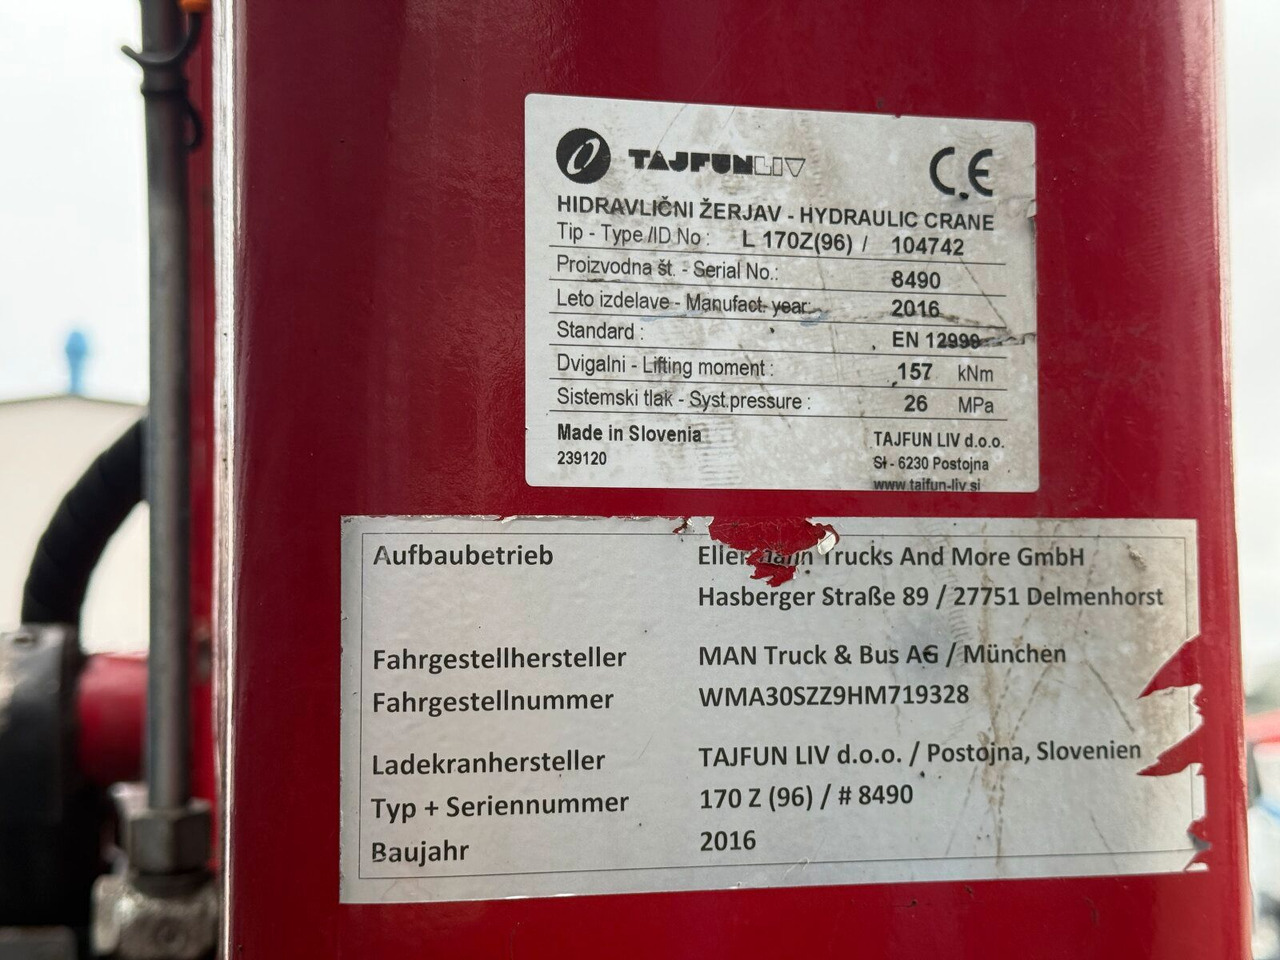 TAJFUNLIV CE
HIDRAVLIČNI ŽERJAV - HYDRAULIC CRANE
Tip - Type /ID No : L 170Z(96) / 104742
Proizvodna št. - Serial No.: 8490
Leto izdelave - Manufact. year: 2016
Standard : EN 12999
Dvigalni - Lifting moment : 157 kNm
Sistemski tlak - Syst.pressure : 26 MPa
Made in Slovenia TAJFUN LIV d.o.o.
239120 SI - 6230 Postojna
www.tajfun-liv.si
Aufbaubetrieb Trucks And More GmbH
Hasberger Straße 89 / 27751 Delmenhorst
Fahrgestellhersteller MAN Truck & Bus AG / München
Fahrgestellnummer WMA30SZZ9HM719328
Ladekranhersteller TAJFUN LIV d.o.o. / Postojna, Slovenien
Typ + Seriennummer 170 Z (96) / # 8490
Baujahr 2016